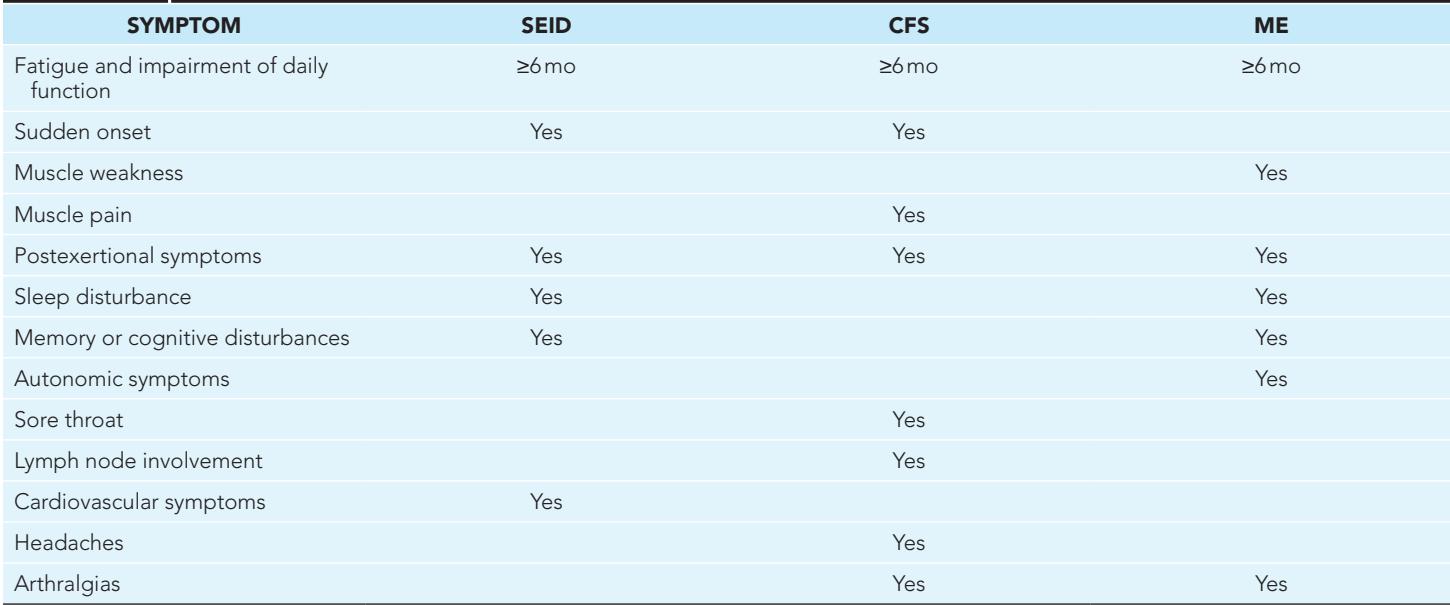 SYMPTOM SEID CFS ME
Fatigue and impairment of daily ≥6 mo ≥6 mo ≥6 mo
function
Sudden onset Yes Yes
Muscle weakness Yes
Muscle pain Yes
Postexertional symptoms Yes Yes Yes
Sleep disturbance Yes Yes
Memory or cognitive disturbances Yes Yes
Autonomic symptoms Yes
Sore throat Yes
Lymph node involvement Yes
Cardiovascular symptoms Yes
Headaches Yes
Arthralgias Yes Yes